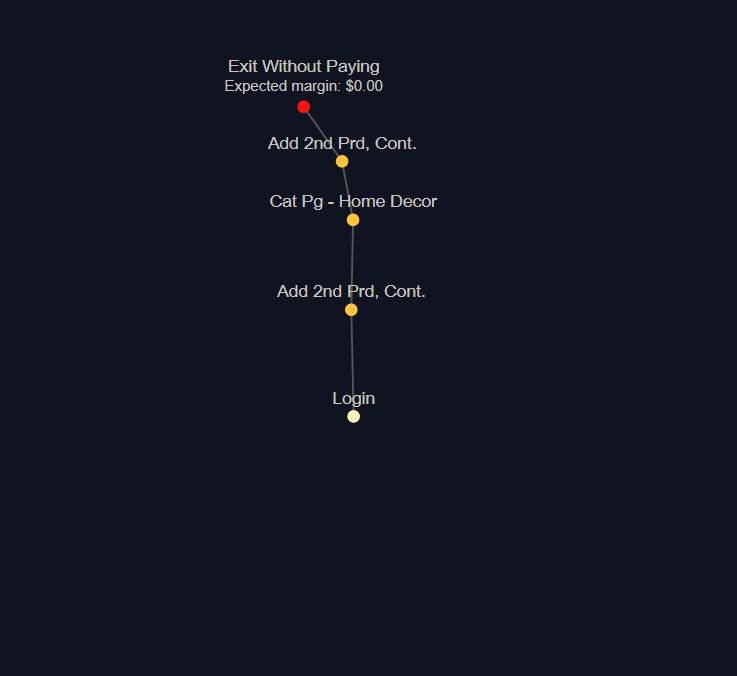 Exit Without Paying
Expected margin: $0.00
Add 2nd Prd, Cont.
Cat Pg - Home Decor
Add 2nd Prd, Cont.
Login